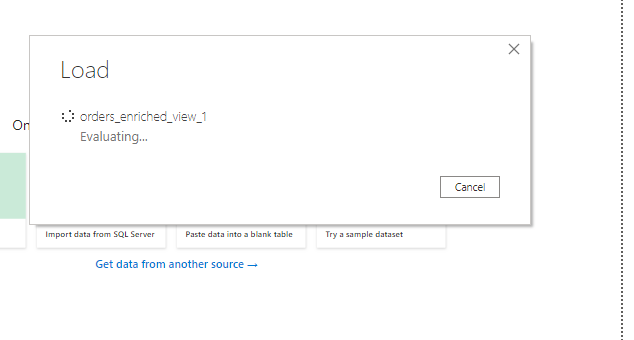 Load
orders_enriched_view_1
Evaluating...
On
Cancel
Import data from SQL Server
Paste data into a blank table
Try a sample dataset
Get data from another source →